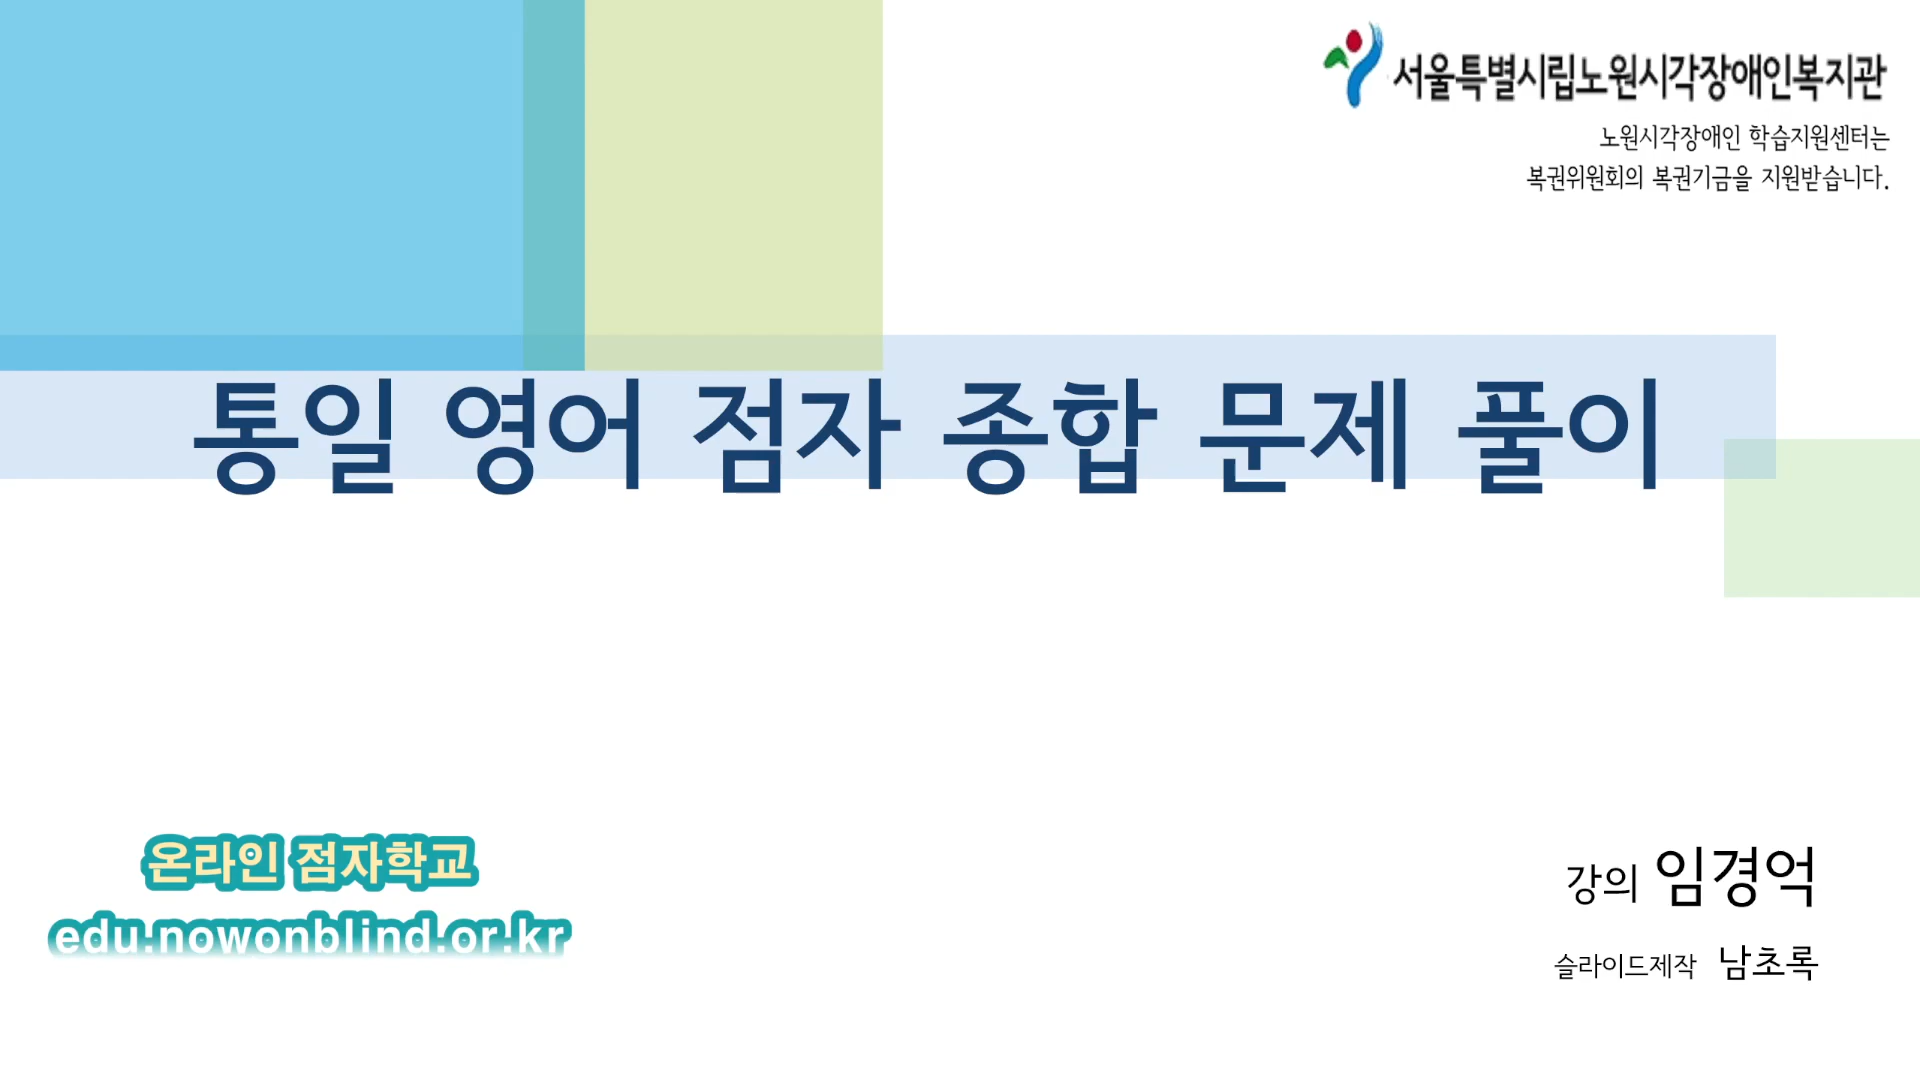 서울특별시립노원시각장애인복지관
노원시각장애인 학습지원센터는
복권위원회의 복권기금을 지원받습니다.
통일 영어 점자 종합 문제 풀이
온라인 점자학교
edu.nowonblind.or.kr
강의 임경억
슬라이드제작 남초록